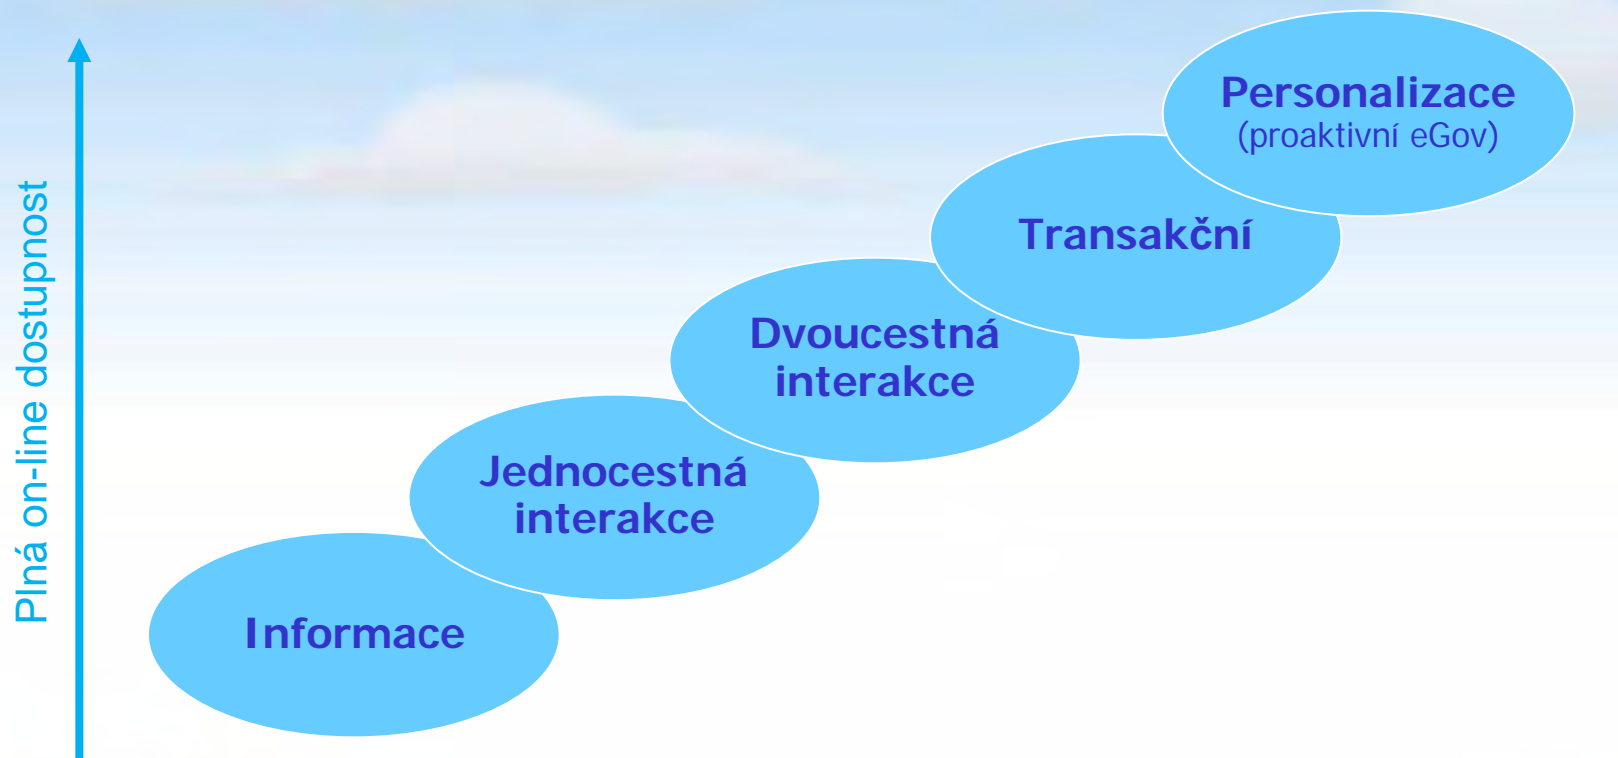 Plná on-line dostupnost
Personalizace
(proaktivní eGov)
Transakční
Dvoucestná
interakce
Jednocestná
interakce
Informace